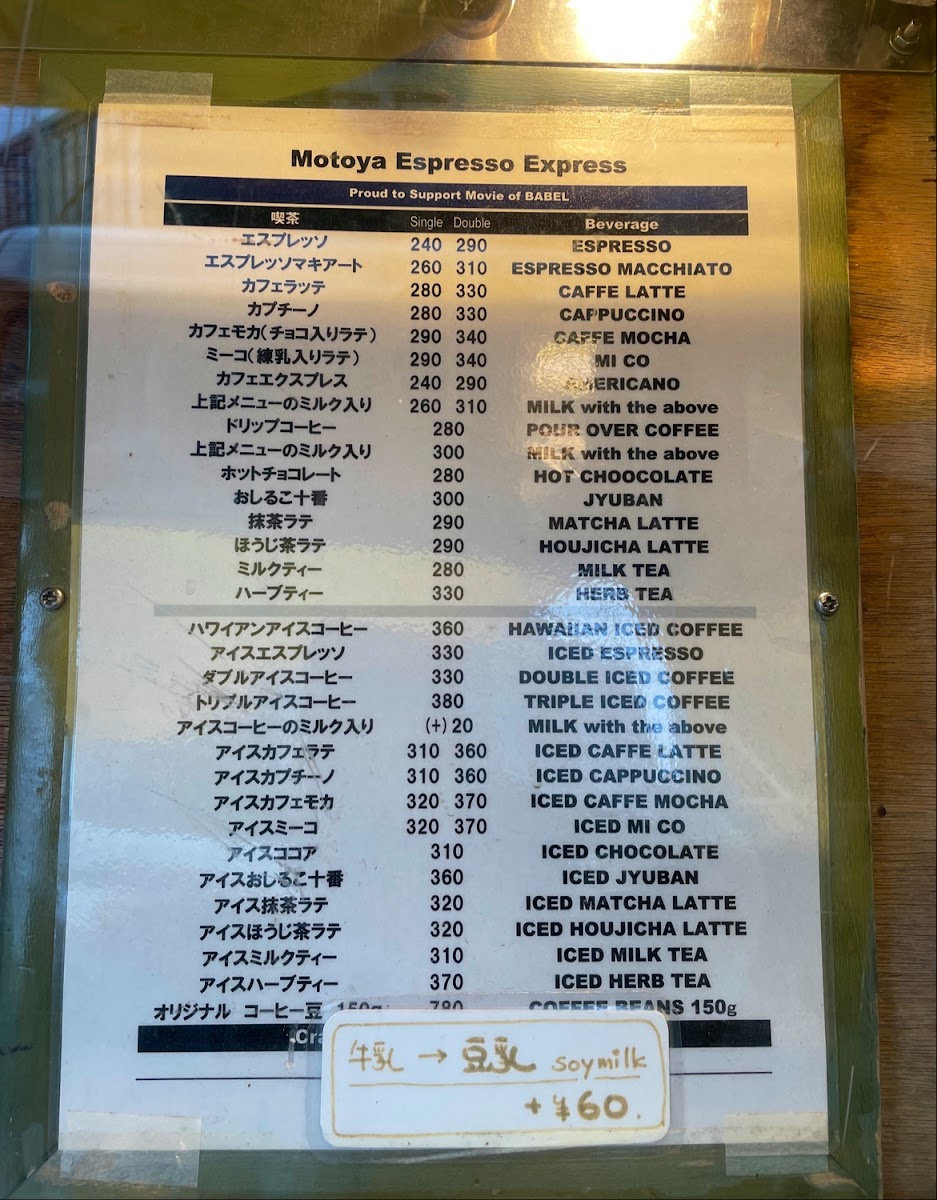 Motoya Espresso Express
Proud to Support Movie of BABEL
喫茶 Single Double Beverage
エスプレッソ 240 290 ESPRESSO
エスプレッソマキアート 260 310 ESPRESSO MACCHIATO
カフェラッテ 280 330 CAFFE LATTE
カプチーノ 280 330 CAPPUCCINO
カフェモカ(チョコ入りラテ) 290 340 CAFFE MOCHA
ミーコ(練乳入りラテ) 290 340 MI CO
カフェエクスプレス 240 290 AMERICANO
上記メニューのミルク入り 260 310 MILK with the above
ドリップコーヒー 280 POUR OVER COFFEE
上記メニューのミルク入り 300 MILK with the above
ホットチョコレート 280 HOT CHOOCOLATE
おしるこ十番 300 JYUBAN
抹茶ラテ 290 MATCHA LATTE
ほうじ茶ラテ 290 HOUJICHA LATTE
ミルクティー 280 MILK TEA
ハーブティー 330 HERB TEA
ハワイアンアイスコーヒー 360 HAWAIIAN ICED COFFEE
アイスエスプレッソ 330 ICED ESPRESSO
ダブルアイスコーヒー 330 DOUBLE ICED COFFEE
トリプルアイスコーヒー 380 TRIPLE ICED COFFEE
アイスコーヒーのミルク入り (+)20 MILK with the above
アイスカフェラテ 310 360 ICED CAFFE LATTE
アイスカプチーノ 310 360 ICED CAPPUCCINO
アイスカフェモカ 320 370 ICED CAFFE MOCHA
アイスミーコ 320 370 ICED MI CO
アイスココア 310 ICED CHOCOLATE
アイスおしるこ十番 360 ICED JYUBAN
アイス抹茶ラテ 320 ICED MATCHA LATTE
アイスほうじ茶ラテ 320 ICED HOUJICHA LATTE
アイスミルクティー 310 ICED MILK TEA
アイスハーブティー 370 ICED HERB TEA
オリジナル コーヒー豆 150g 780 COFFEE BEANS 150g
牛乳 → 豆乳 soymilk
+ ¥60.